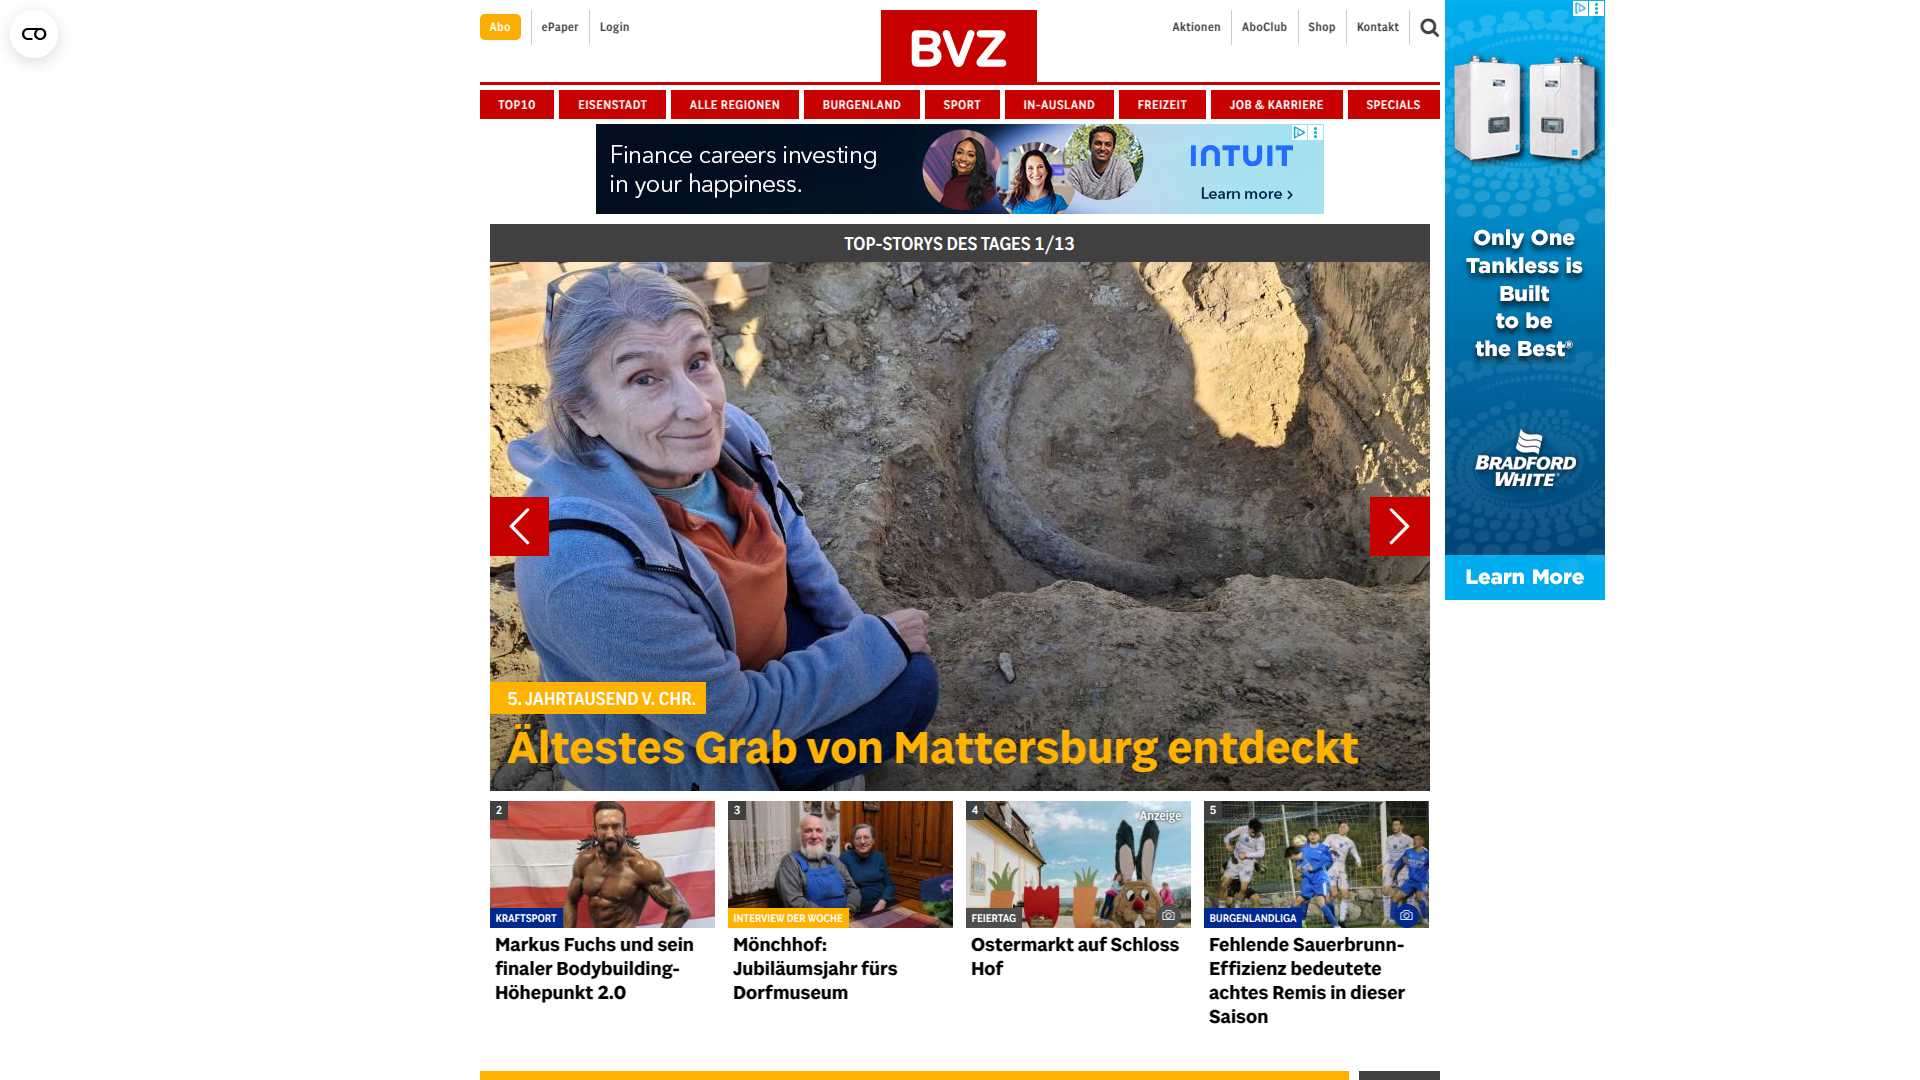 Abo
ePaper
Login
BVZ
Aktionen
AboClub
Shop
Kontakt
TOP10
EISENSTADT
ALLE REGIONEN
BURGENLAND
SPORT
IN-AUSLAND
FREIZEIT
JOB & KARRIERE
SPECIALS
Finance careers investing
in your happiness.
INTUIT
Learn more ›
Only One
Tankless is
Built
to be
the Best®
BRADFORD
WHITE
Learn More
TOP-STORYS DES TAGES 1/13
5. JAHRTAUSEND V. CHR.
Ältestes Grab von Mattersburg entdeckt
2
KRAFTSPORT
Markus Fuchs und sein
finaler Bodybuilding-
Höhepunkt 2.0
3
INTERVIEW DER WOCHE
Mönchhof:
Jubiläumsjahr fürs
Dorfmuseum
4
Anzeige
FEIERTAG
Ostermarkt auf Schloss
Hof
5
BURGENLANDLIGA
Fehlende Sauerbrunn-
Effizienz bedeutete
achtes Remis in dieser
Saison